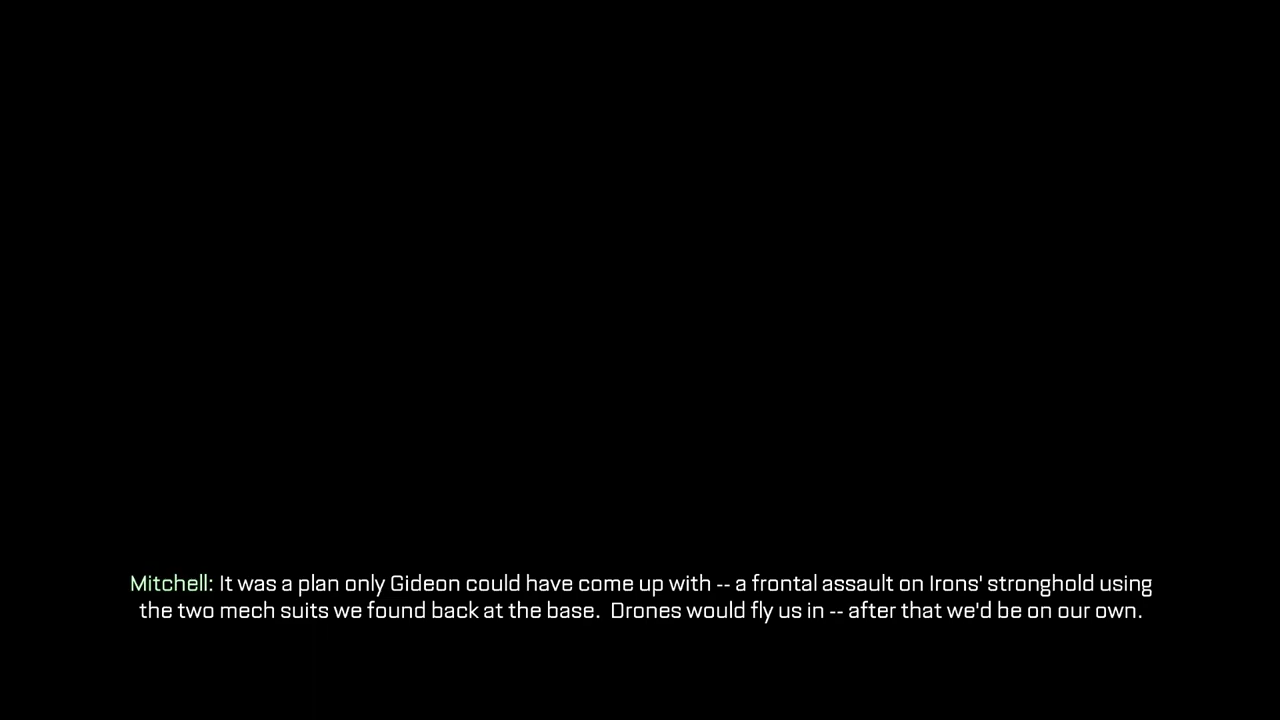 Mitchell: It was a plan only Gideon could have come up with -- a frontal assault on Irons' stronghold using
the two mech suits we found back at the base.  Drones would fly us in -- after that we'd be on our own.